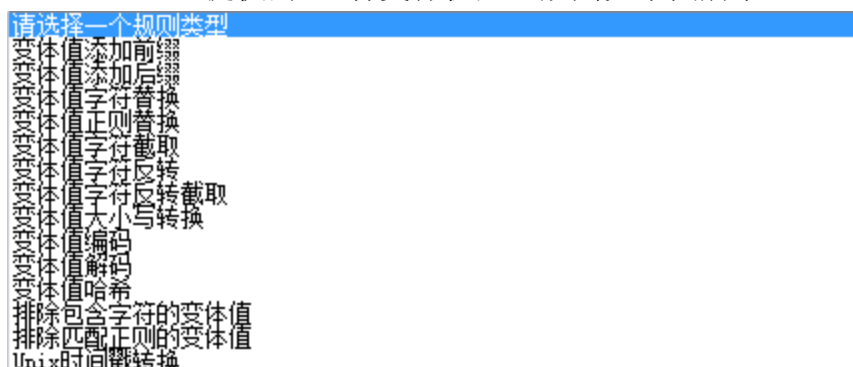 请选择一个规则类型
变体值添加前缀
变体值添加后缀
变体值字符替换
变体值正则替换
变体值字符截取
变体值字符反转
变体值字符反转截取
变体值大小写转换
变体值编码
变体值解码
变体值哈希
排除包含字符的变体值
排除匹配正则的变体值
Unix时间戳转换